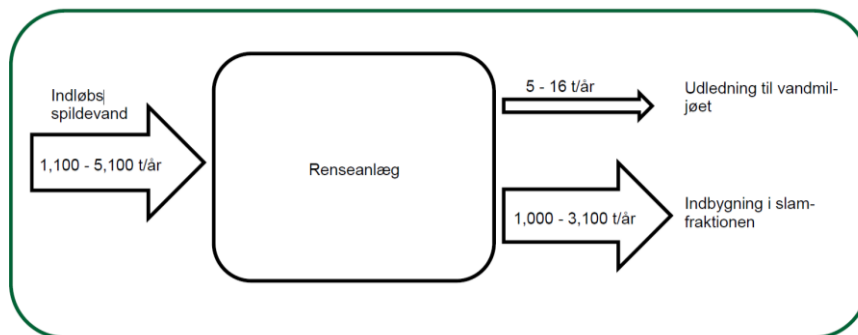 Indløbs
spildevand
1,100 - 5,100 t/år
Renseanlæg
5 - 16 t/år
Udledning til vandmil-
jøet
1,000 - 3,100 t/år
Indbygning i slam-
fraktionen